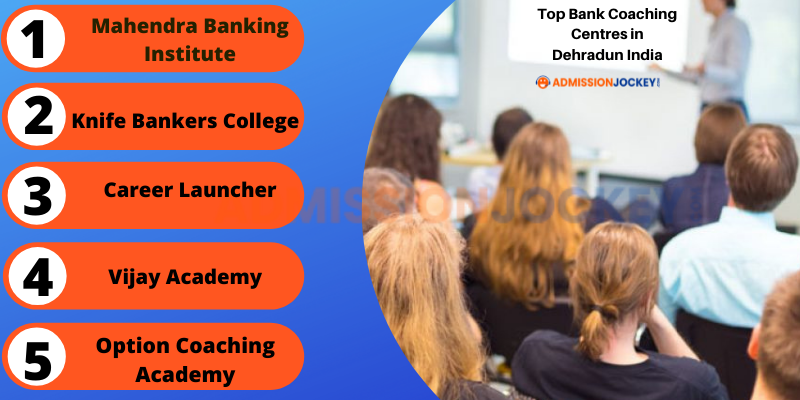 1
Mahendra Banking
Institute
2
Knife Bankers College
3
Career Launcher
4
Vijay Academy
5
Option Coaching
Academy
Top Bank Coaching
Centres in
Dehradun India
ADMISSIONJOCKEY
ADMISSIONJOCKEY